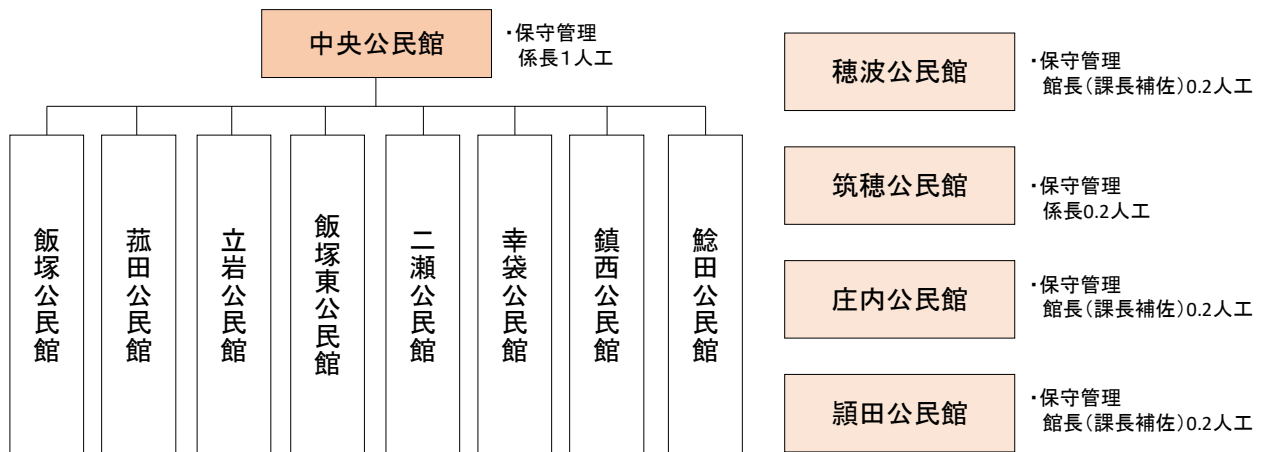 中央公民館
・保守管理
係長1人工
飯塚公民館
菰田公民館
立岩公民館
飯塚東公民館
二瀬公民館
幸袋公民館
鎮西公民館
鯰田公民館
穂波公民館
・保守管理
館長(課長補佐)0.2人工
筑穂公民館
・保守管理
係長0.2人工
庄内公民館
・保守管理
館長(課長補佐)0.2人工
頴田公民館
・保守管理
館長(課長補佐)0.2人工